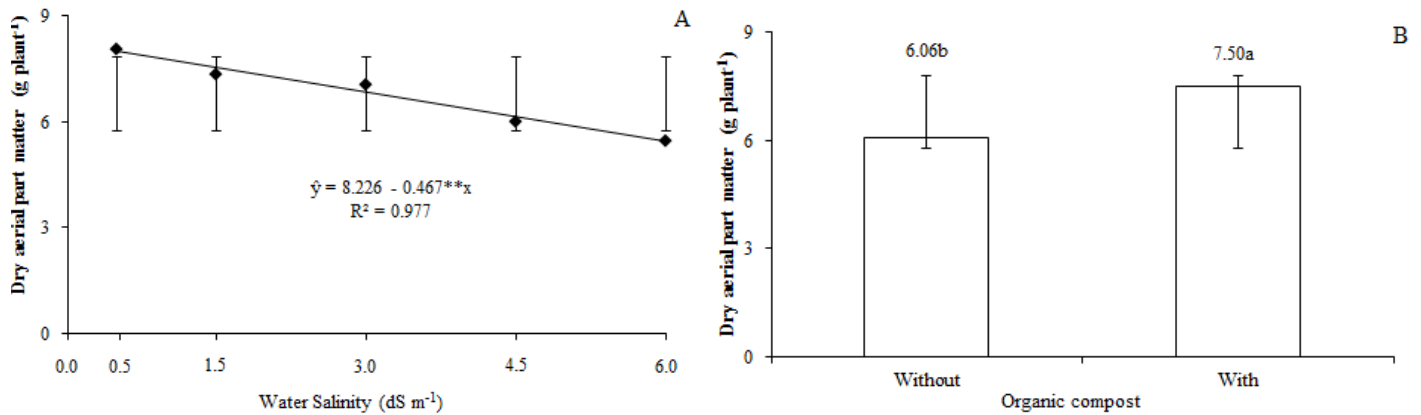 A
Dry aerial part matter (g plant⁻¹)
9
6
3
0
ŷ = 8.226 - 0.467**x
R² = 0.977
0.0 0.5 1.5 3.0 4.5 6.0
Water Salinity (dS m⁻¹)
B
Dry aerial part matter (g plant⁻¹)
9
6
3
0
6.06b 7.50a
Without With
Organic compost